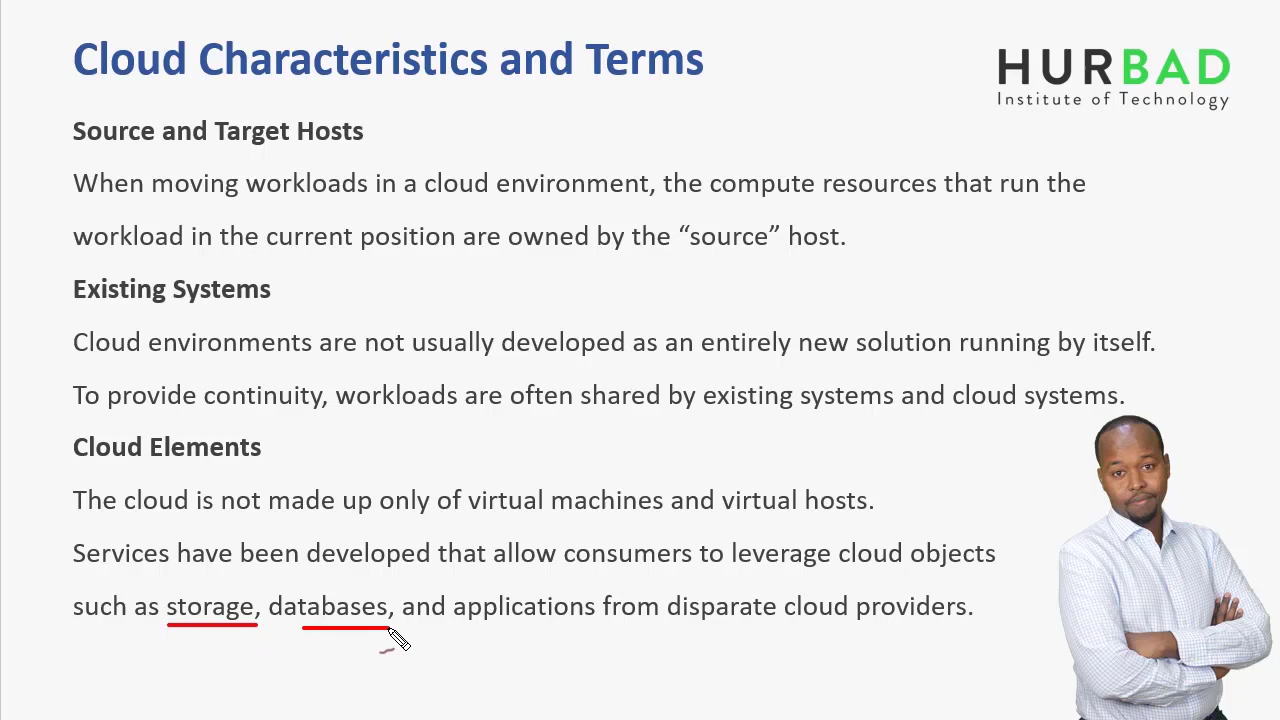 Cloud Characteristics and Terms
HURBAD
Institute of Technology
Source and Target Hosts
When moving workloads in a cloud environment, the compute resources that run the
workload in the current position are owned by the “source” host.
Existing Systems
Cloud environments are not usually developed as an entirely new solution running by itself.
To provide continuity, workloads are often shared by existing systems and cloud systems.
Cloud Elements
The cloud is not made up only of virtual machines and virtual hosts.
Services have been developed that allow consumers to leverage cloud objects
such as storage, databases, and applications from disparate cloud providers.